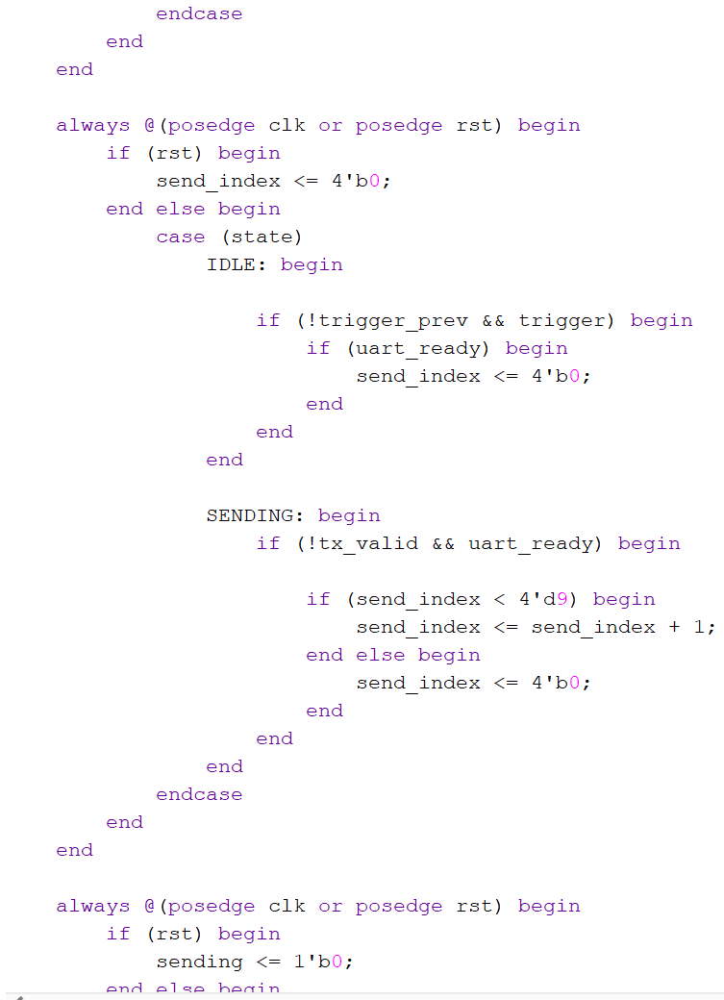 endcase
        end
    end

    always @(posedge clk or posedge rst) begin
        if (rst) begin
            send_index <= 4'b0;
        end else begin
            case (state)
                IDLE: begin

                    if (!trigger_prev && trigger) begin
                        if (uart_ready) begin
                            send_index <= 4'b0;
                        end
                    end
                end

                SENDING: begin
                    if (!tx_valid && uart_ready) begin

                        if (send_index < 4'd9) begin
                            send_index <= send_index + 1;
                        end else begin
                            send_index <= 4'b0;
                        end
                    end
                end
            endcase
        end
    end

    always @(posedge clk or posedge rst) begin
        if (rst) begin
            sending <= 1'b0;
        end else begin